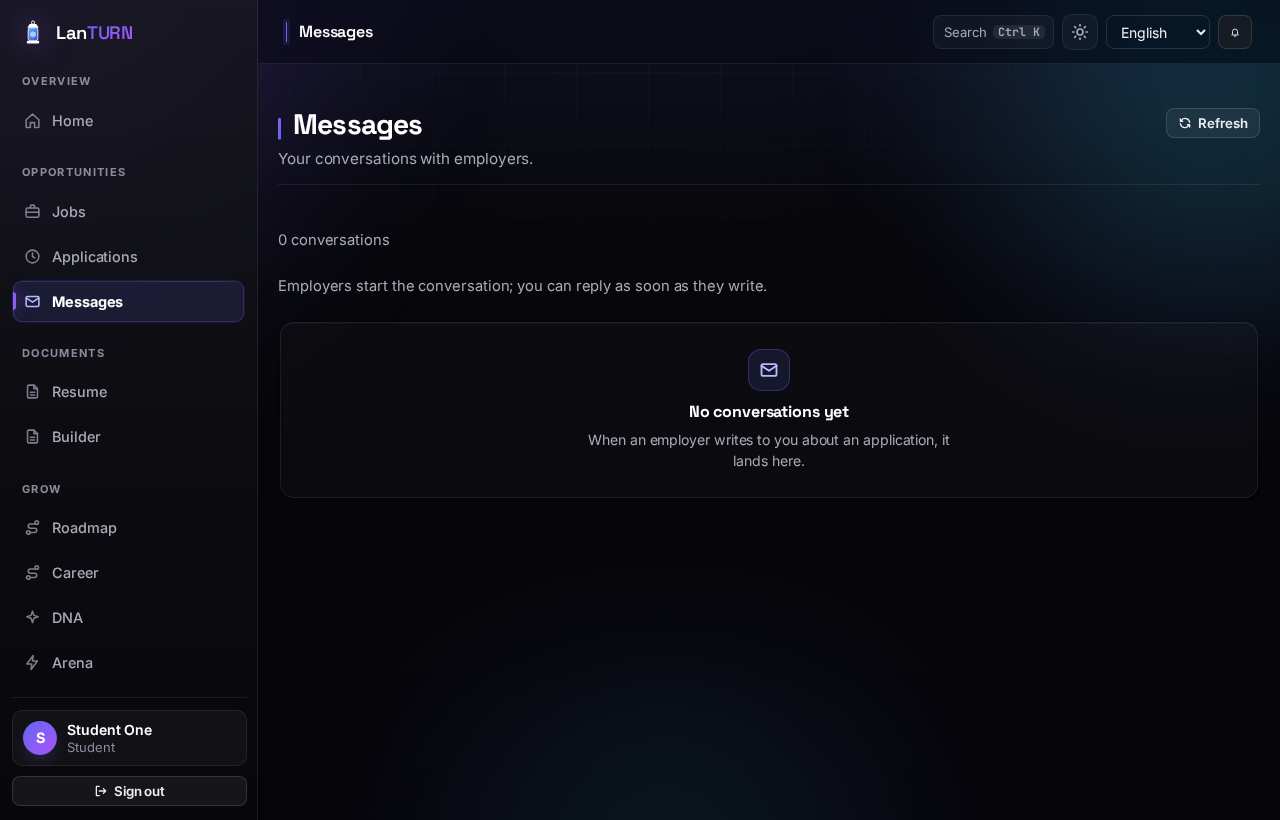 LanTURN
OVERVIEW
Home
OPPORTUNITIES
Jobs
Applications
Messages
DOCUMENTS
Resume
Builder
GROW
Roadmap
Career
DNA
Arena
S
Student One
Student
Sign out
Messages
Search Ctrl K
English
Messages
Refresh
Your conversations with employers.
0 conversations
Employers start the conversation; you can reply as soon as they write.
No conversations yet
When an employer writes to you about an application, it
lands here.